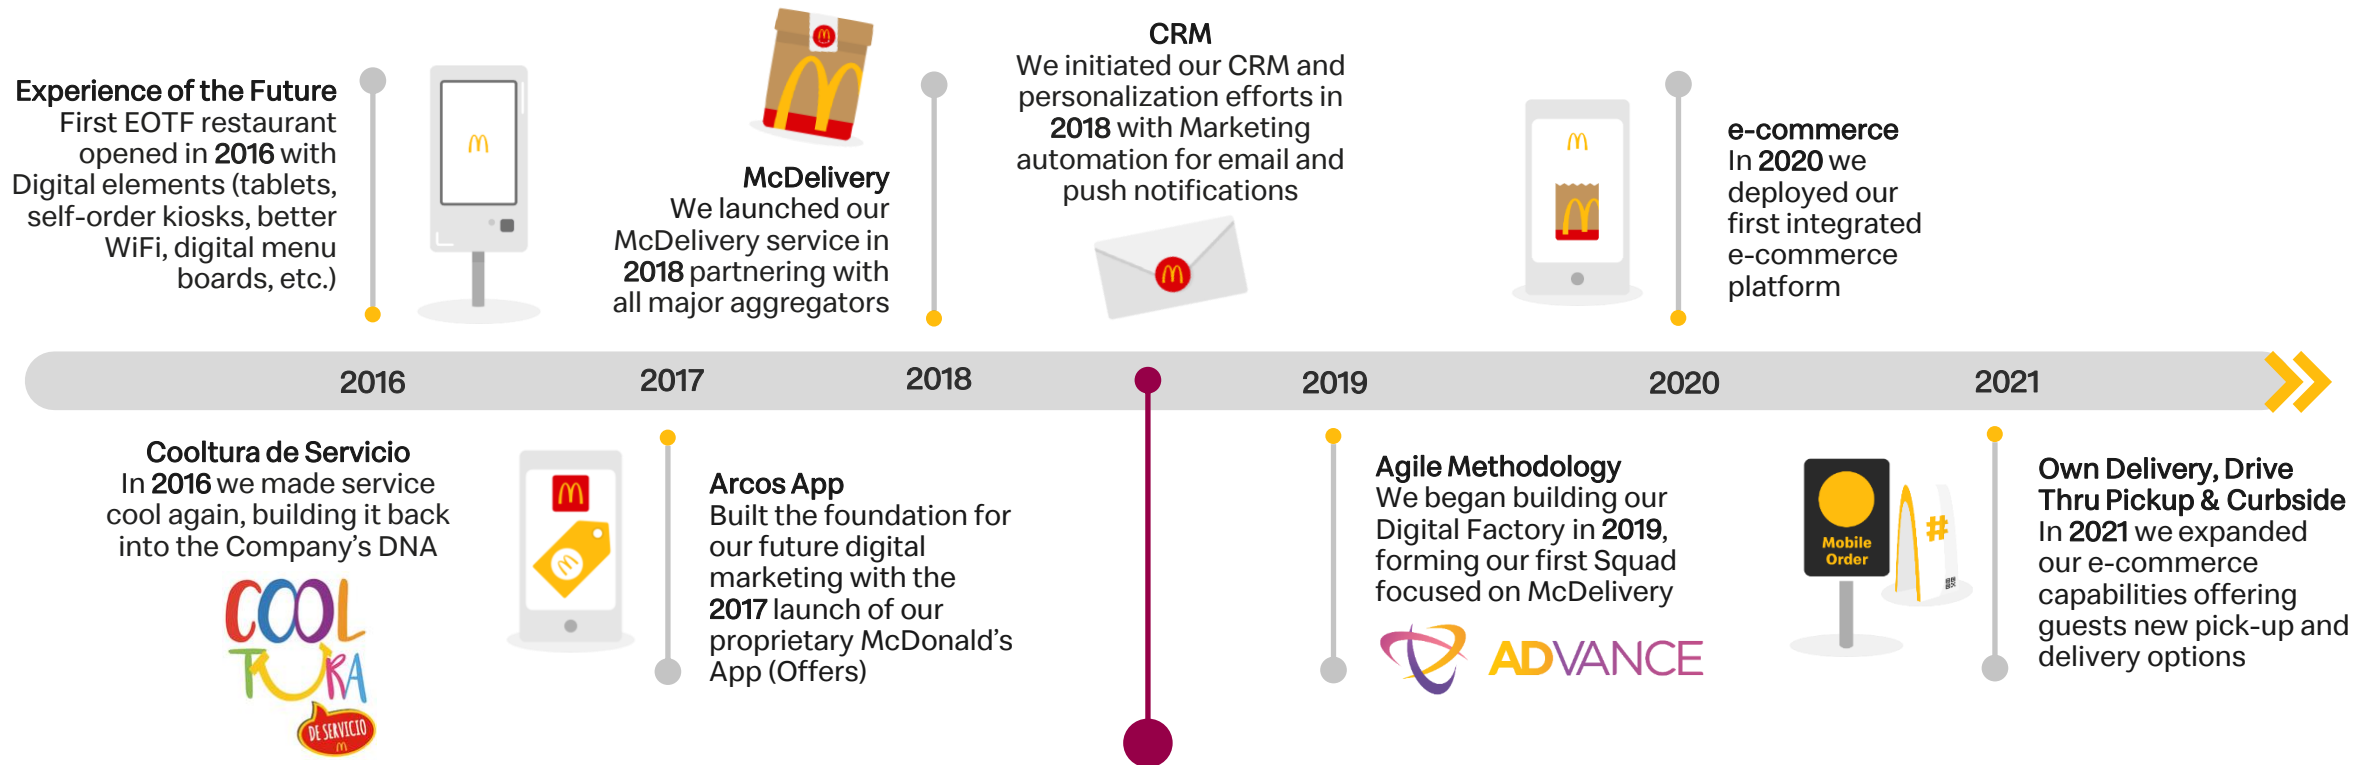 Experience of the Future
First EOTF restaurant
opened in 2016 with
Digital elements (tablets,
self-order kiosks, better
WiFi, digital menu
boards, etc.)
McDelivery
We launched our
McDelivery service in
2018 partnering with
all major aggregators
CRM
We initiated our CRM and
personalization efforts in
2018 with Marketing
automation for email and
push notifications
e-commerce
In 2020 we
deployed our
first integrated
e-commerce
platform
2016
2017
2018
2019
2020
2021
Cooltura de Servicio
In 2016 we made service
cool again, building it back
into the Company's DNA
COOL
TURA
DE SERVICIO
Arcos App
Built the foundation for
our future digital
marketing with the
2017 launch of our
proprietary McDonald's
App (Offers)
Agile Methodology
We began building our
Digital Factory in 2019,
forming our first Squad
focused on McDelivery
ADVANCE
Mobile
Order
#
Own Delivery, Drive
Thru Pickup & Curbside
In 2021 we expanded
our e-commerce
capabilities offering
guests new pick-up and
delivery options